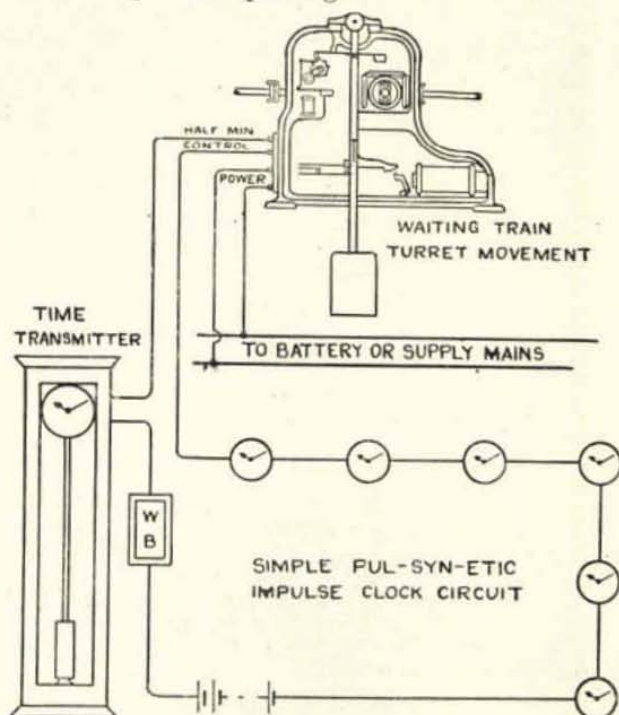 HALF MIN
CONTROL
POWER
WAITING TRAIN
TURRET MOVEMENT
TIME
TRANSMITTER
TO BATTERY OR SUPPLY MAINS
W
B
SIMPLE PUL-SYN-ETIC
IMPULSE CLOCK CIRCUIT